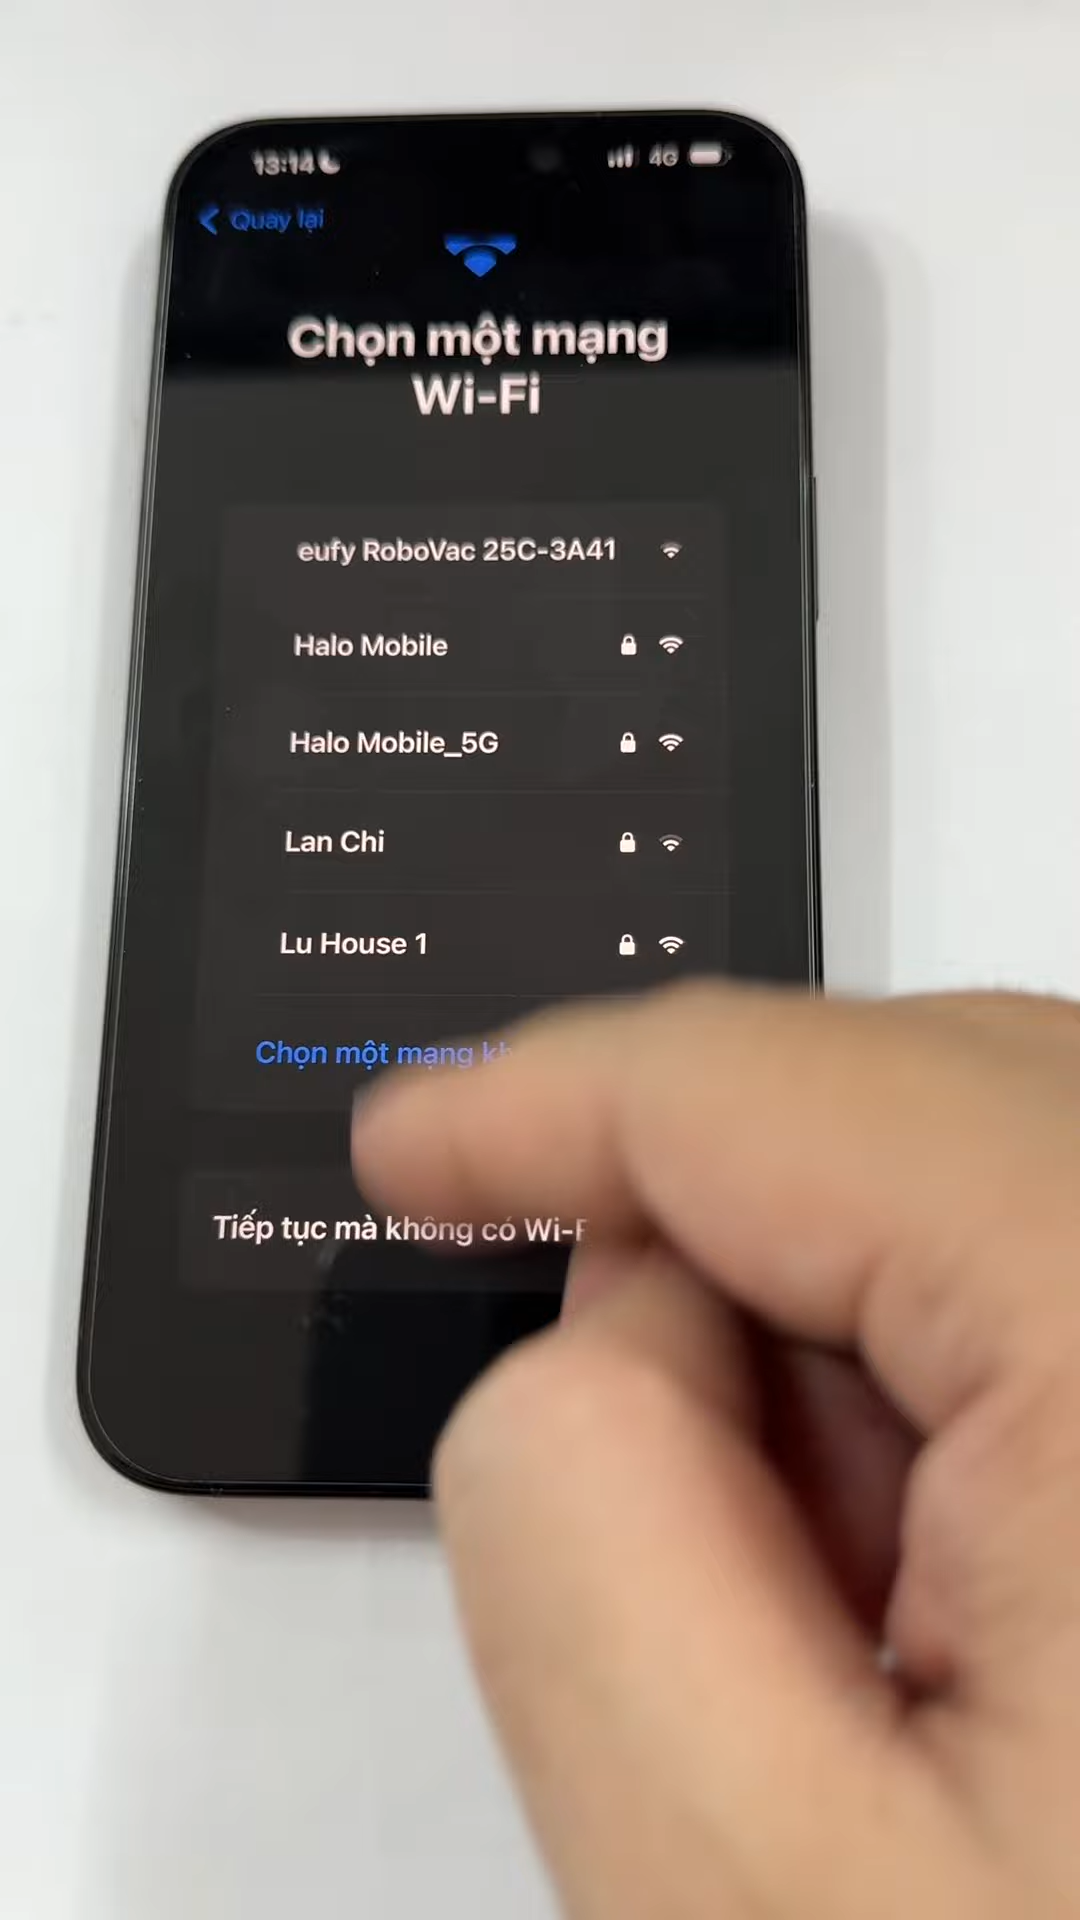 13:14
4G
Quay lại
Chọn một mạng
Wi-Fi
eufy RoboVac 25C-3A41
Halo Mobile
Halo Mobile_5G
Lan Chi
Lu House 1
Chọn một mạng
Tiếp tục mà không có